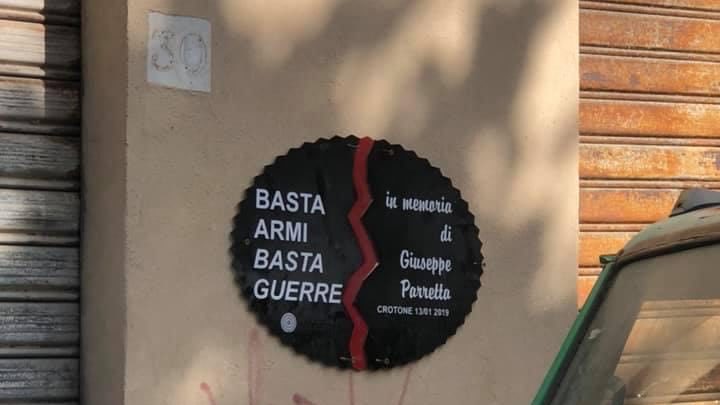 30
BASTA
ARMI
BASTA
GUERRE
in memoria
di
Giuseppe
Parretta
CROTONE 13/01 2019